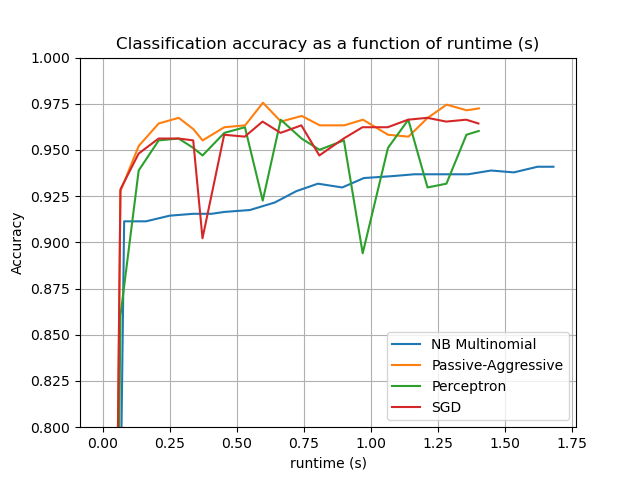 Classification accuracy as a function of runtime (s)
1.000
0.975
0.950
0.925
0.900
0.875
0.850
0.825
0.800
Accuracy
NB Multinomial
Passive-Aggressive
Perceptron
SGD
0.00 0.25 0.50 0.75 1.00 1.25 1.50 1.75
runtime (s)